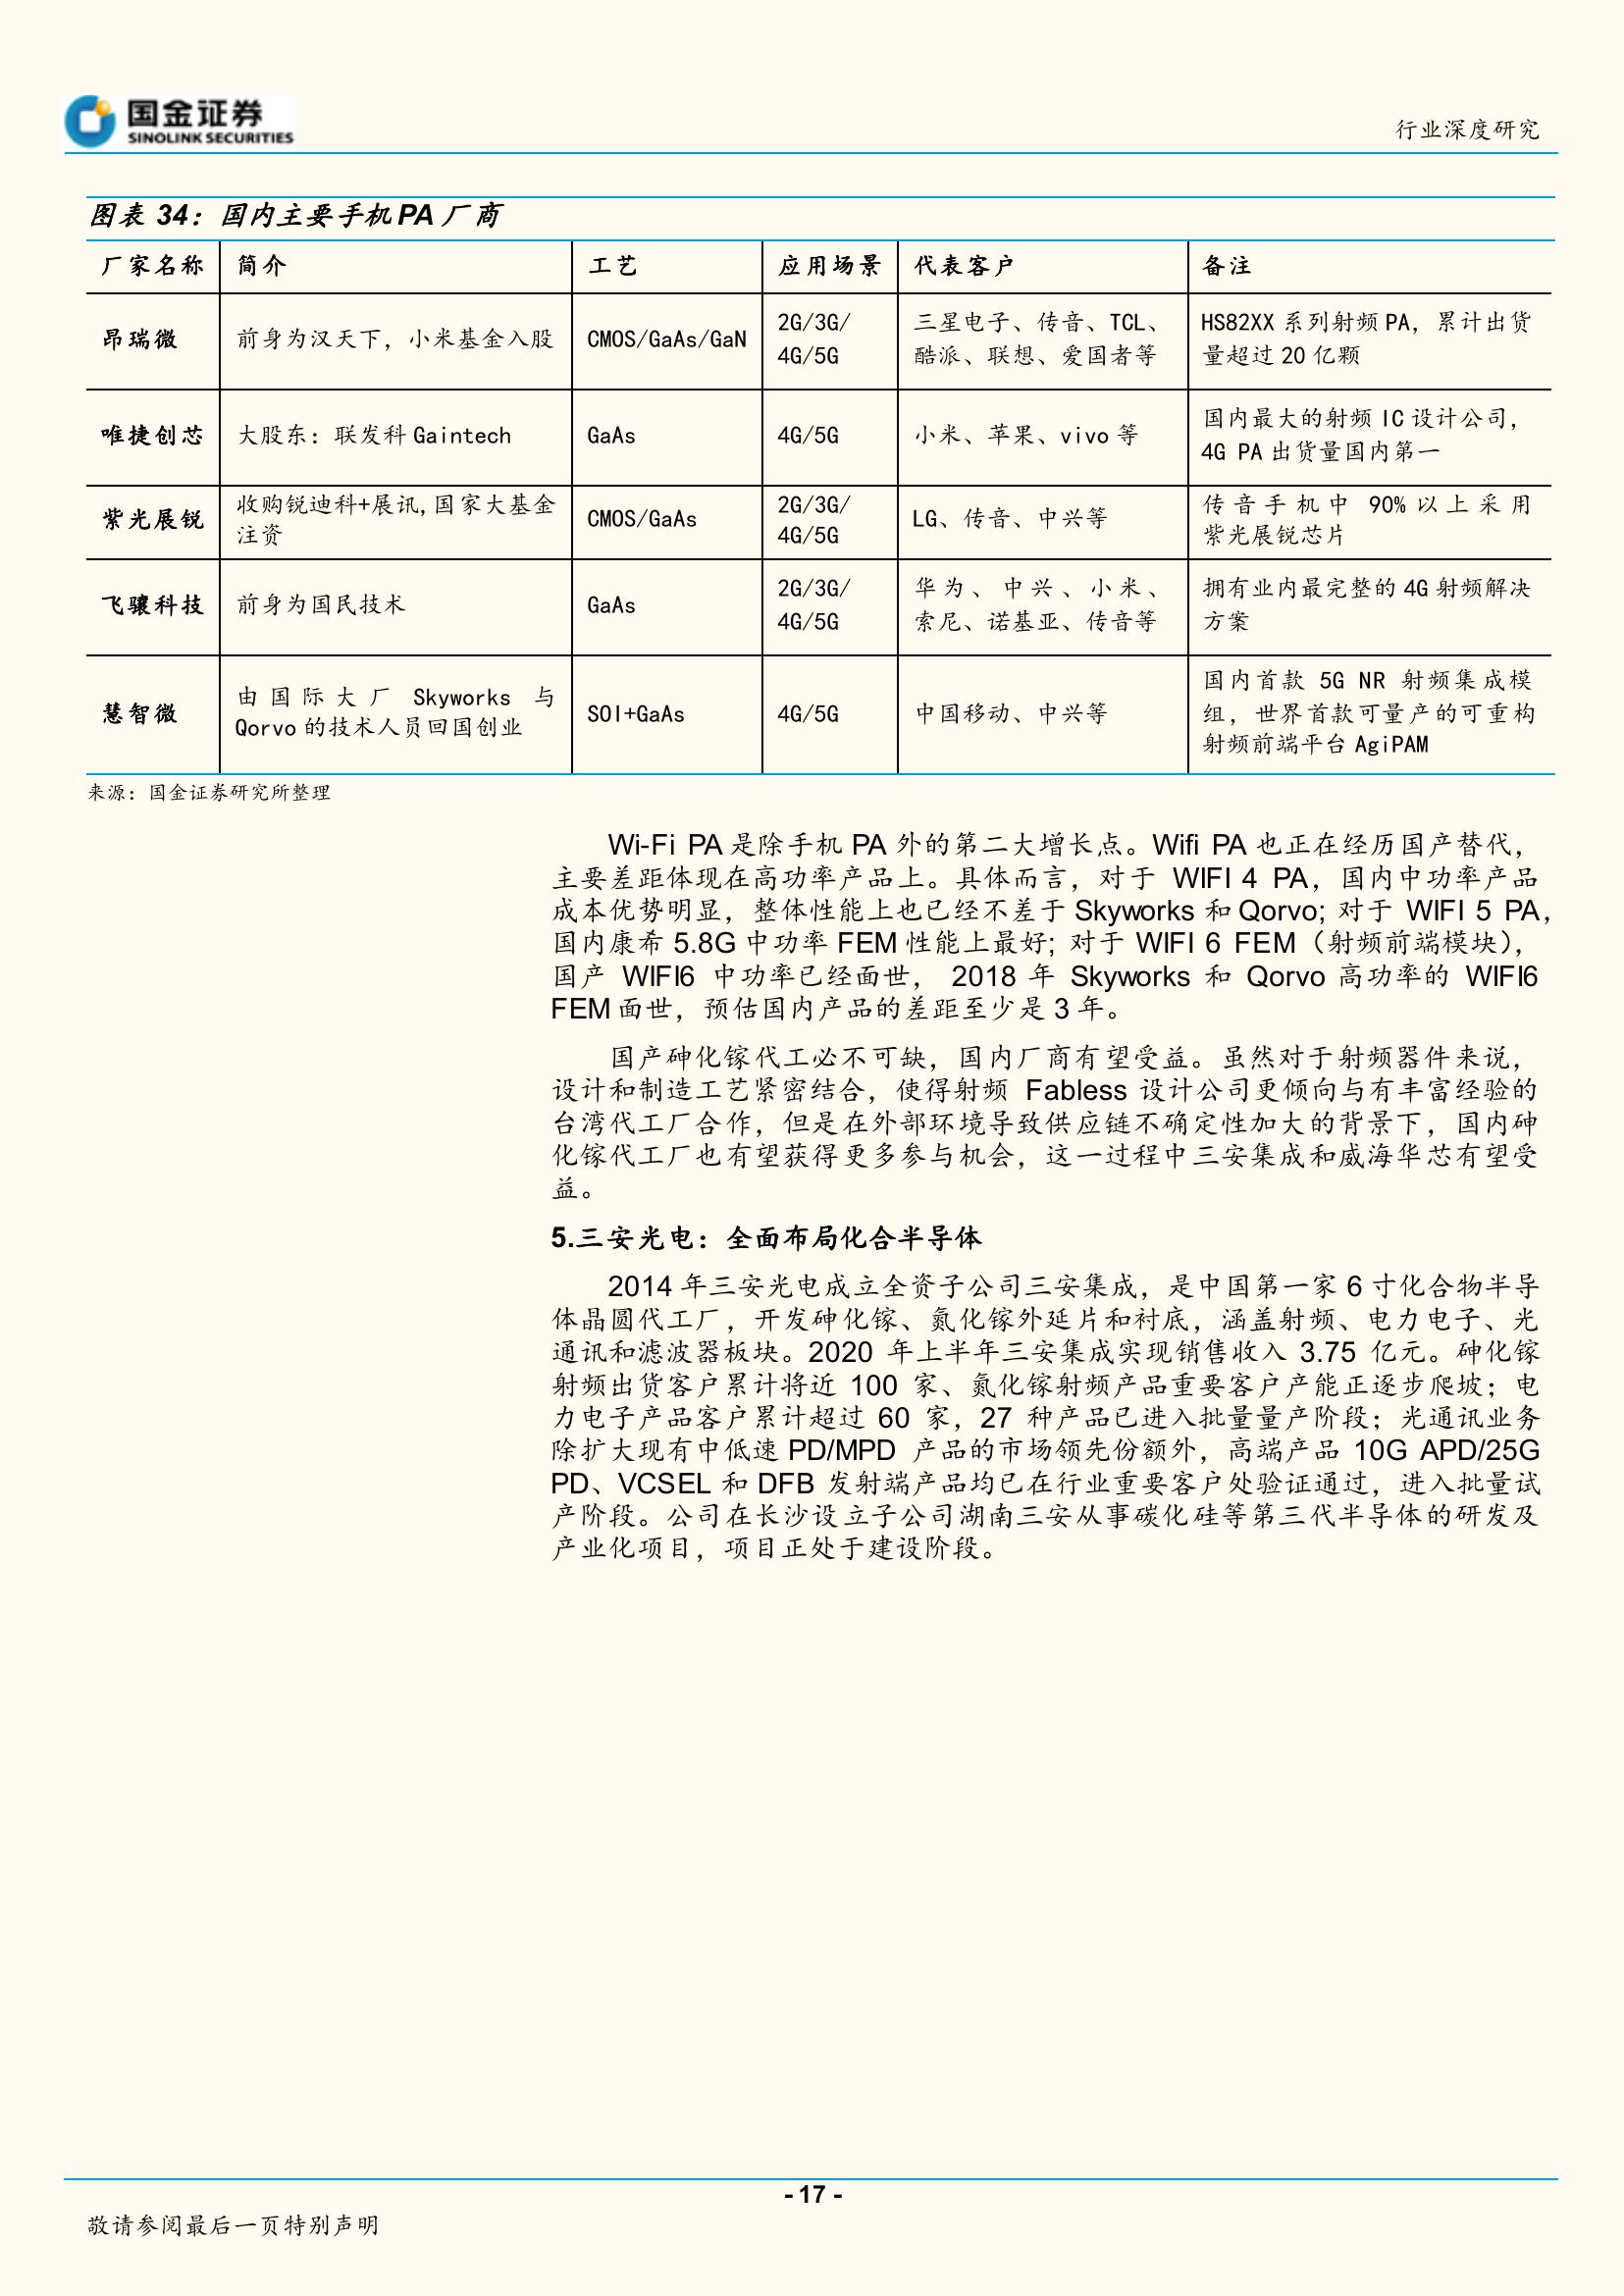 国金证券
SINOLINK SECURITIES
行业深度研究
图表 34：国内主要手机 PA 厂商
厂家名称 简介 工艺 应用场景 代表客户 备注
昂瑞微 前身为汉天下，小米基金入股 CMOS/GaAs/GaN 2G/3G/ 三星电子、传音、TCL、 HS82XX 系列射频 PA，累计出货
4G/5G 酷派、联想、爱国者等 量超过 20 亿颗
唯捷创芯 大股东：联发科 Gaintech GaAs 4G/5G 小米、苹果、vivo 等 国内最大的射频 IC 设计公司，
4G PA 出货量国内第一
紫光展锐 收购锐迪科+展讯,国家大基金 CMOS/GaAs 2G/3G/ LG、传音、中兴等 传音手机中 90%以上采用
注资 4G/5G 紫光展锐芯片
飞骧科技 前身为国民技术 GaAs 2G/3G/ 华为、中兴、小米、 拥有业内最完整的 4G 射频解决
4G/5G 索尼、诺基亚、传音等 方案
慧智微 由国际大厂 Skyworks 与 SOI+GaAs 4G/5G 中国移动、中兴等 国内首款 5G NR 射频集成模
Qorvo 的技术人员回国创业 组，世界首款可量产的可重构
射频前端平台 AgiPAM
来源：国金证券研究所整理
Wi-Fi PA 是除手机 PA 外的第二大增长点。Wifi PA 也正在经历国产替代，
主要差距体现在高功率产品上。具体而言，对于 WIFI 4 PA，国内中功率产品
成本优势明显，整体性能上也已经不差于 Skyworks 和 Qorvo; 对于 WIFI 5 PA，
国内康希 5.8G 中功率 FEM 性能上最好; 对于 WIFI 6 FEM（射频前端模块），
国产 WIFI6 中功率已经面世， 2018 年 Skyworks 和 Qorvo 高功率的 WIFI6
FEM 面世，预估国内产品的差距至少是 3 年。
国产砷化镓代工必不可缺，国内厂商有望受益。虽然对于射频器件来说，
设计和制造工艺紧密结合，使得射频 Fabless 设计公司更倾向与有丰富经验的
台湾代工厂合作，但是在外部环境导致供应链不确定性加大的背景下，国内砷
化镓代工厂也有望获得更多参与机会，这一过程中三安集成和威海华芯有望受
益。
5.三安光电：全面布局化合半导体
2014 年三安光电成立全资子公司三安集成，是中国第一家 6 寸化合物半导
体晶圆代工厂，开发砷化镓、氮化镓外延片和衬底，涵盖射频、电力电子、光
通讯和滤波器板块。2020 年上半年三安集成实现销售收入 3.75 亿元。砷化镓
射频出货客户累计将近 100 家、氮化镓射频产品重要客户产能正逐步爬坡；电
力电子产品客户累计超过 60 家，27 种产品已进入批量量产阶段；光通讯业务
除扩大现有中低速 PD/MPD 产品的市场领先份额外，高端产品 10G APD/25G
PD、VCSEL 和 DFB 发射端产品均已在行业重要客户处验证通过，进入批量试
产阶段。公司在长沙设立子公司湖南三安从事碳化硅等第三代半导体的研发及
产业化项目，项目正处于建设阶段。
- 17 -
敬请参阅最后一页特别声明